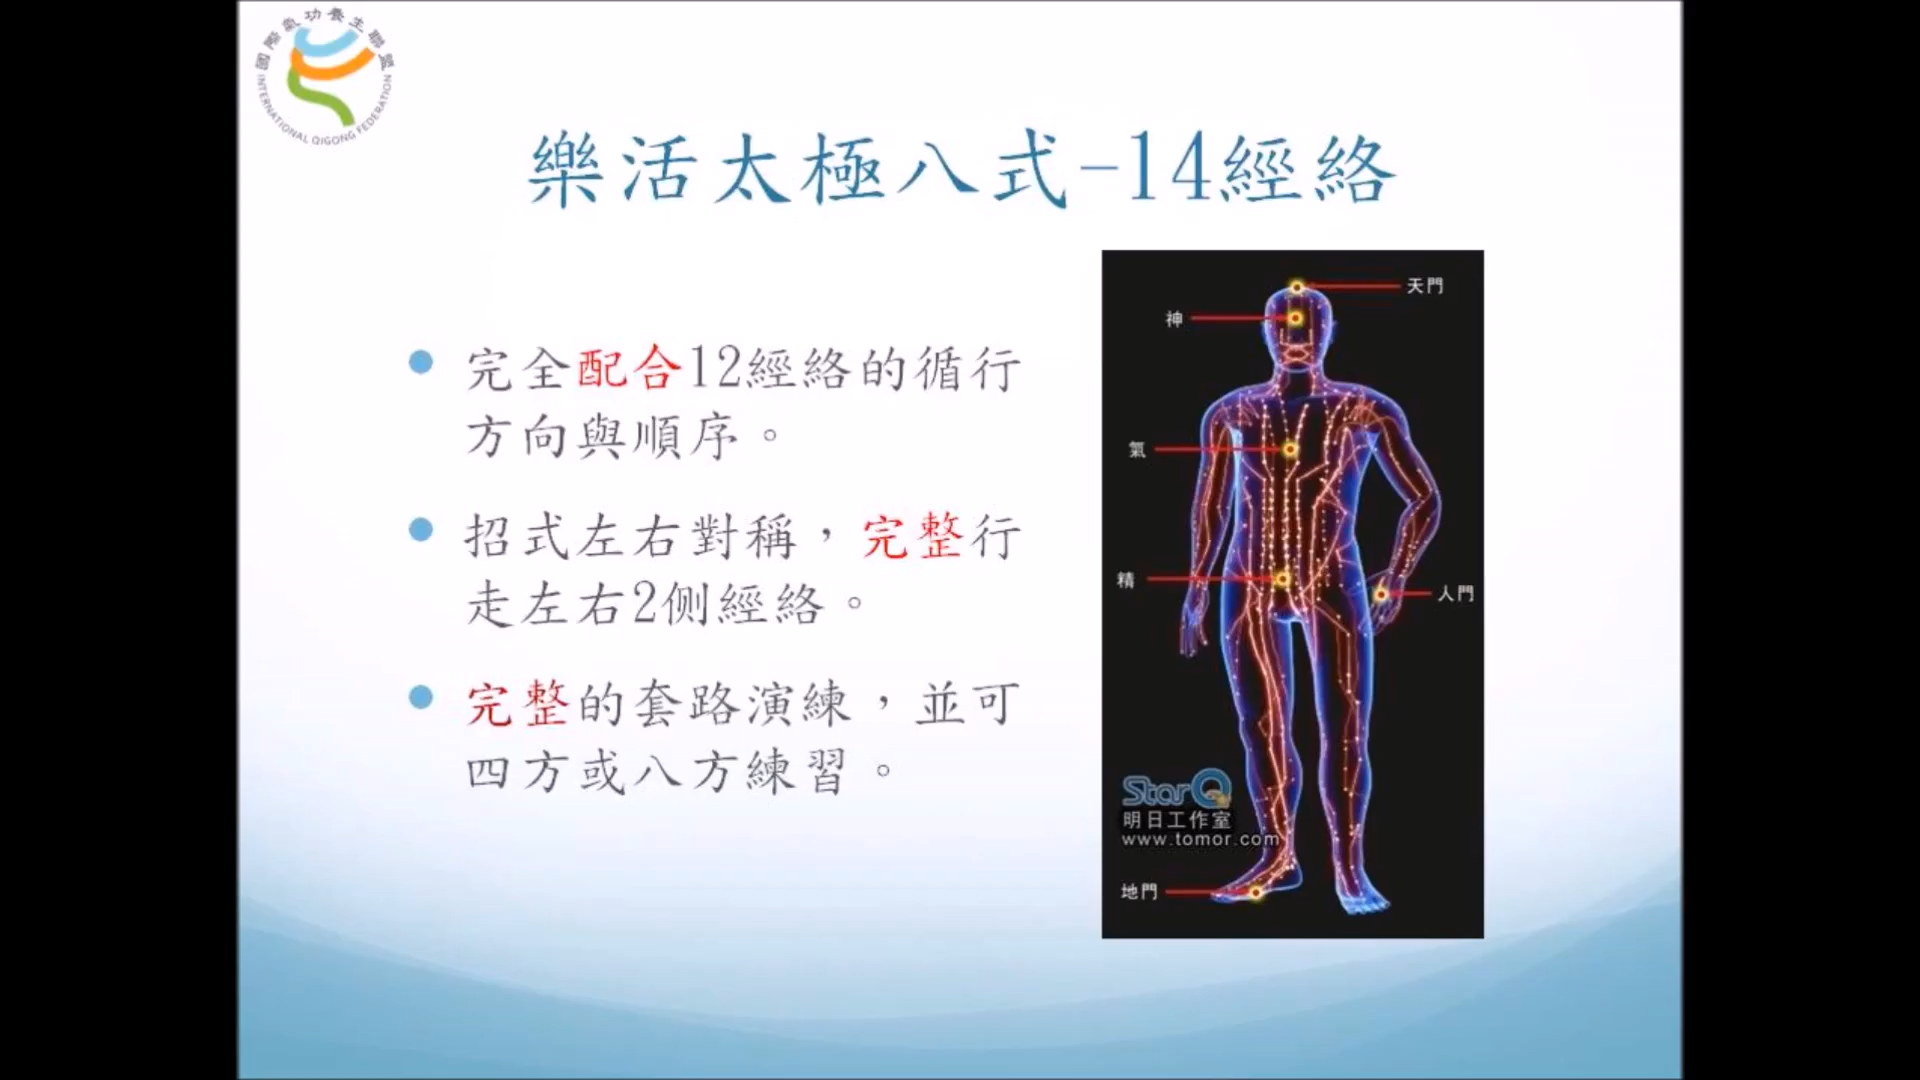 國際氣功養生聯盟
INTERNATIONAL QIGONG FEDERATION
樂活太極八式-14經絡
完全配合12經絡的循行
方向與順序。
招式左右對稱，完整行
走左右2側經絡。
完整的套路演練，並可
四方或八方練習。
天門
神
氣
精
人門
StarQ
明日工作室
www.tomor.com
地門